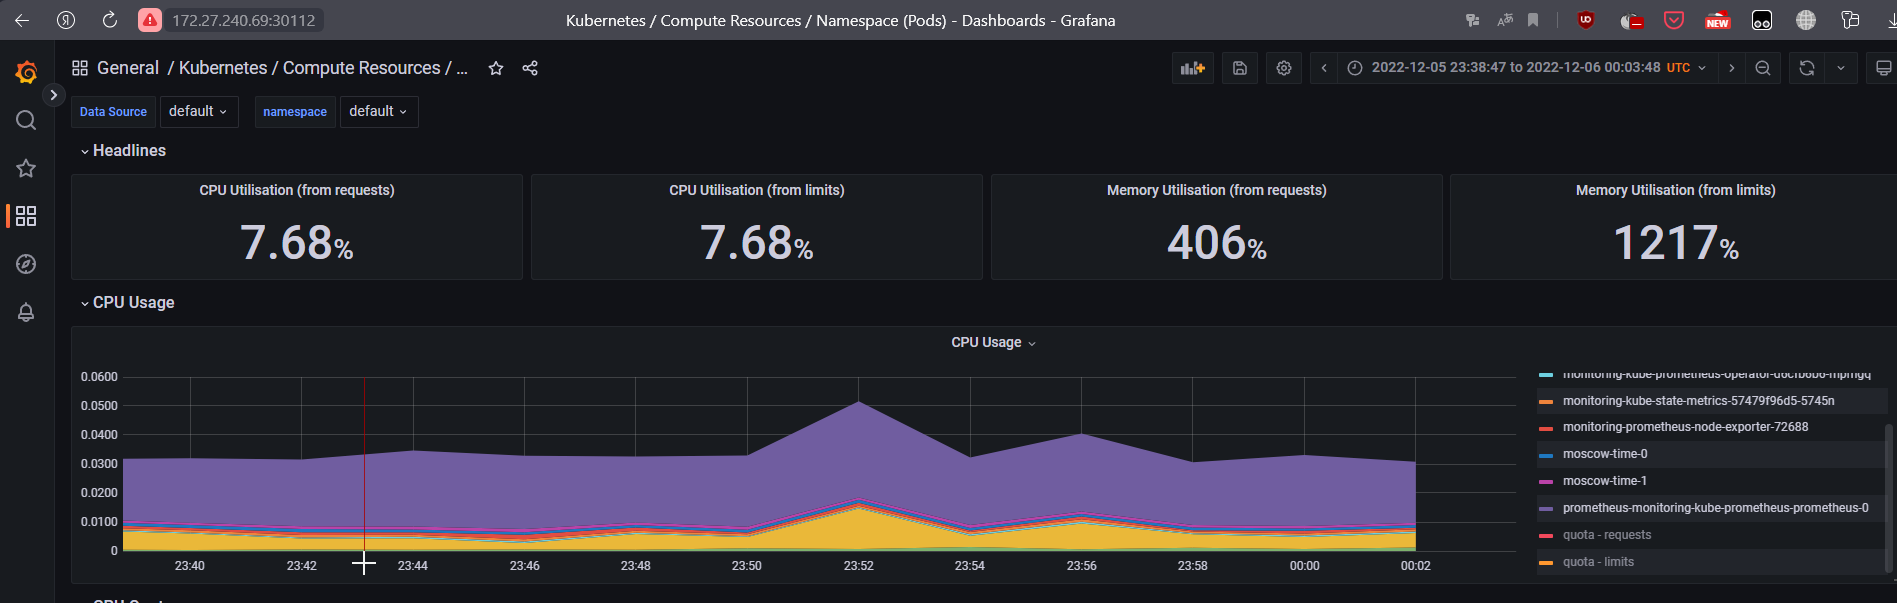 172.27.240.69:30112
Kubernetes / Compute Resources / Namespace (Pods) - Dashboards - Grafana
NEW
General / Kubernetes / Compute Resources / ...
2022-12-05 23:38:47 to 2022-12-06 00:03:48 UTC
Data Source default namespace default
Headlines
CPU Utilisation (from requests)
7.68%
CPU Utilisation (from limits)
7.68%
Memory Utilisation (from requests)
406%
Memory Utilisation (from limits)
1217%
CPU Usage
CPU Usage
0.0600
0.0500
0.0400
0.0300
0.0200
0.0100
0
23:40 23:42 23:44 23:46 23:48 23:50 23:52 23:54 23:56 23:58 00:00 00:02
monitoring-kube-state-metrics-57479f96d5-5745n
monitoring-prometheus-node-exporter-72688
moscow-time-0
moscow-time-1
prometheus-monitoring-kube-prometheus-prometheus-0
quota - requests
quota - limits